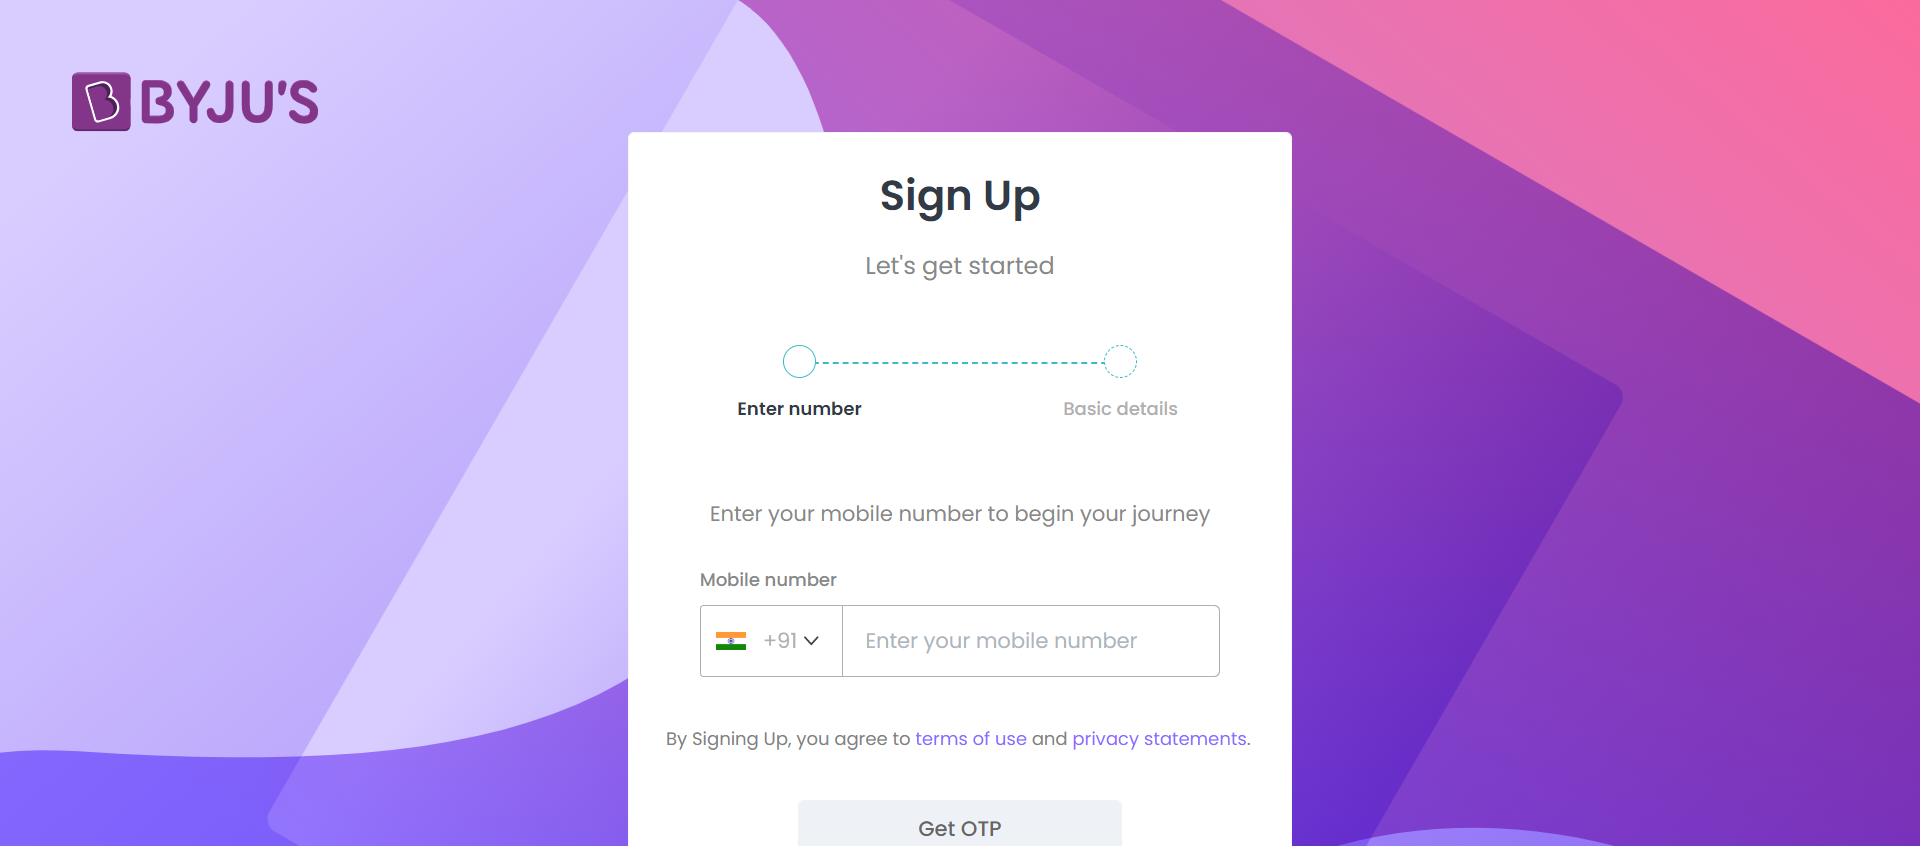 BYJU'S
Sign Up
Let's get started
Enter number
Basic details
Enter your mobile number to begin your journey
Mobile number
+91
Enter your mobile number
By Signing Up, you agree to terms of use and privacy statements.
Get OTP